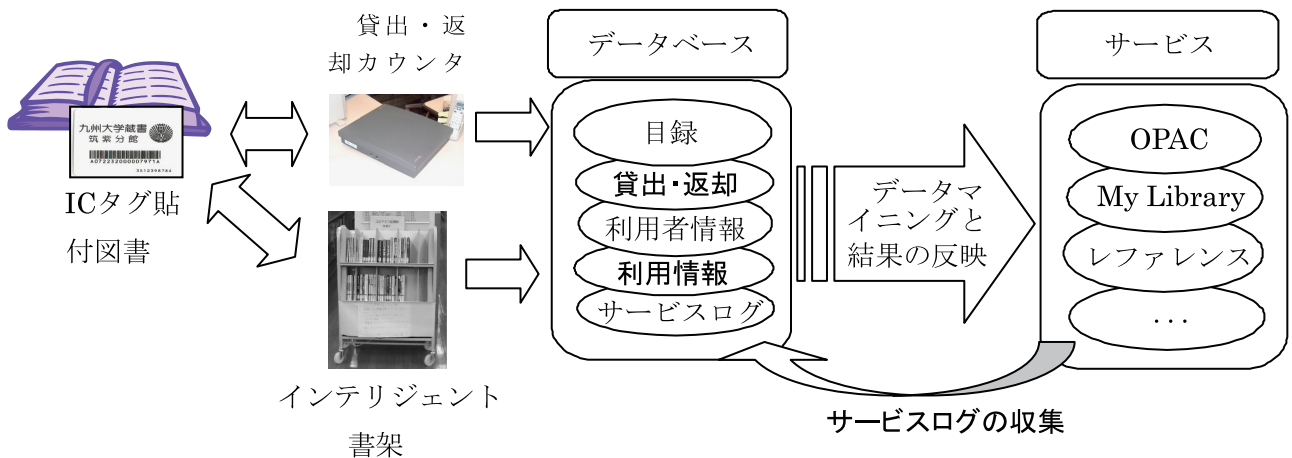 貸出・返
却カウンタ
九州大学蔵書
筑紫分館
ICタグ貼
付図書
インテリジェント
書架
データベース
目録
貸出・返却
利用者情報
利用情報
サービスログ
データマ
イニングと
結果の反映
サービス
OPAC
My Library
レファレンス
...
サービスログの収集